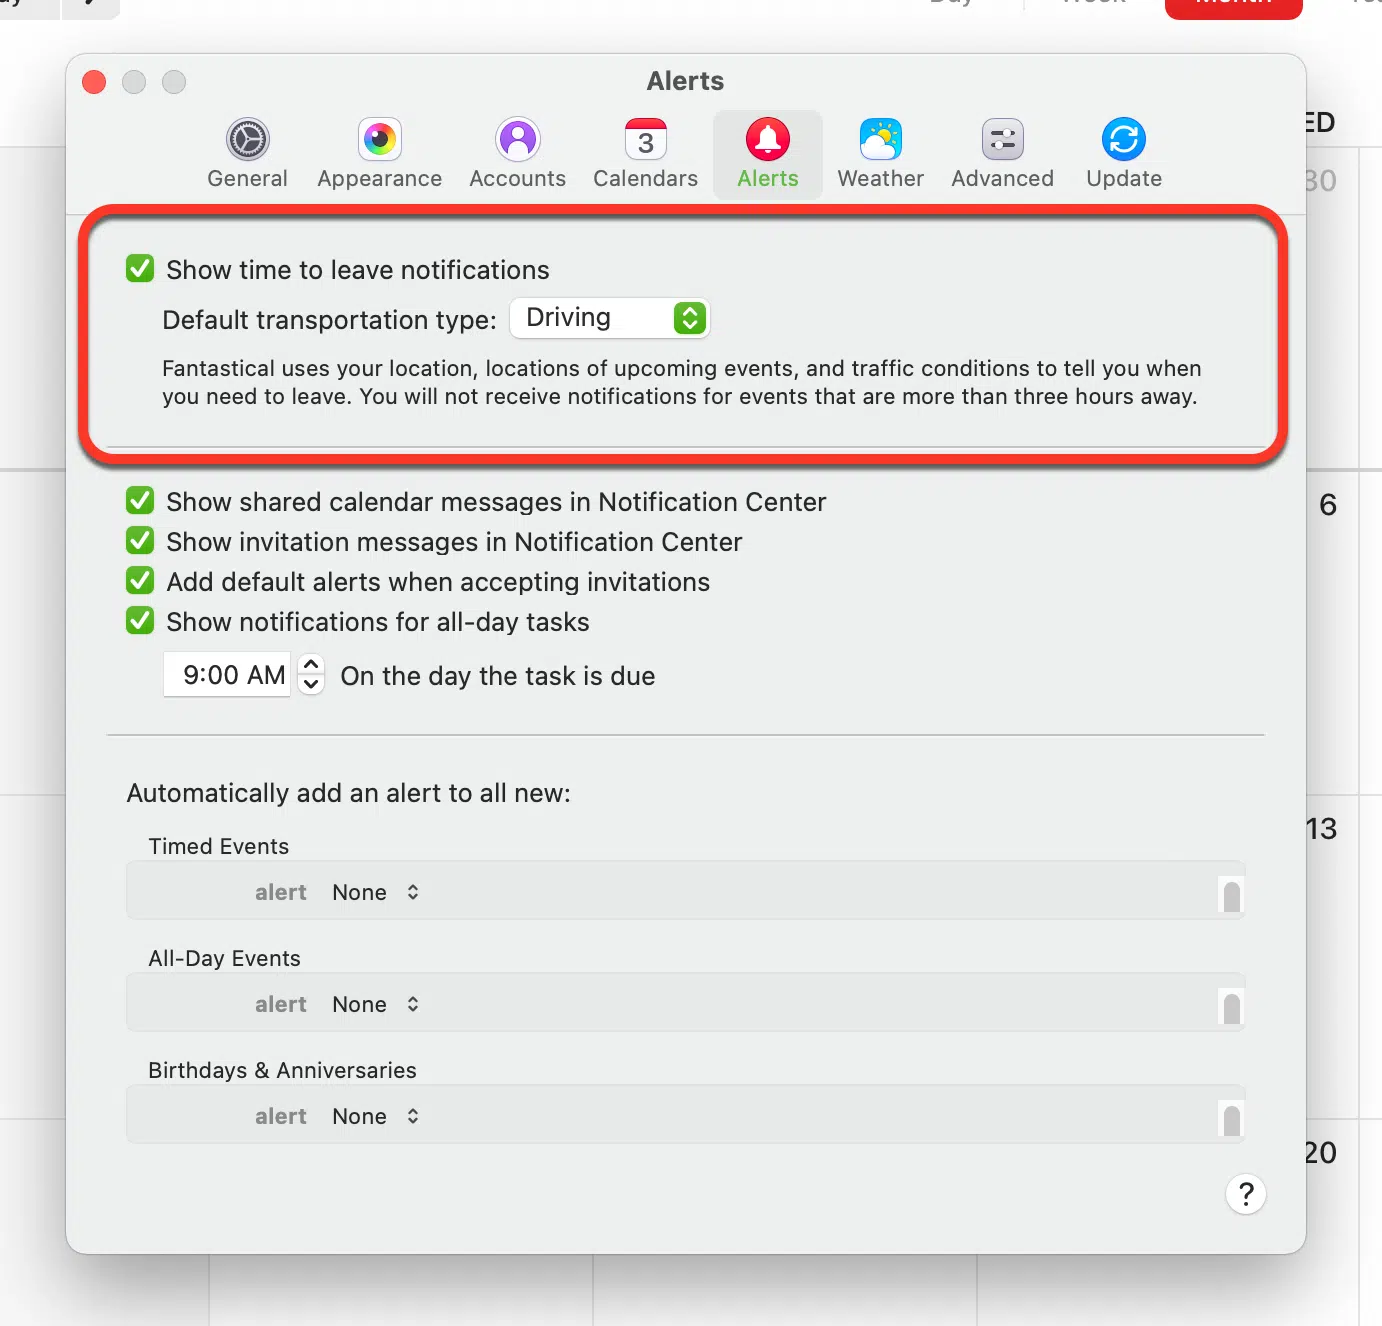 Alerts
General Appearance Accounts Calendars Alerts Weather Advanced Update
3
ED
30
Show time to leave notifications
Default transportation type: Driving
Fantastical uses your location, locations of upcoming events, and traffic conditions to tell you when
you need to leave. You will not receive notifications for events that are more than three hours away.
Show shared calendar messages in Notification Center
6
Show invitation messages in Notification Center
Add default alerts when accepting invitations
Show notifications for all-day tasks
9:00 AM On the day the task is due
Automatically add an alert to all new:
13
Timed Events
alert None
All-Day Events
alert None
Birthdays & Anniversaries
alert None
20
?